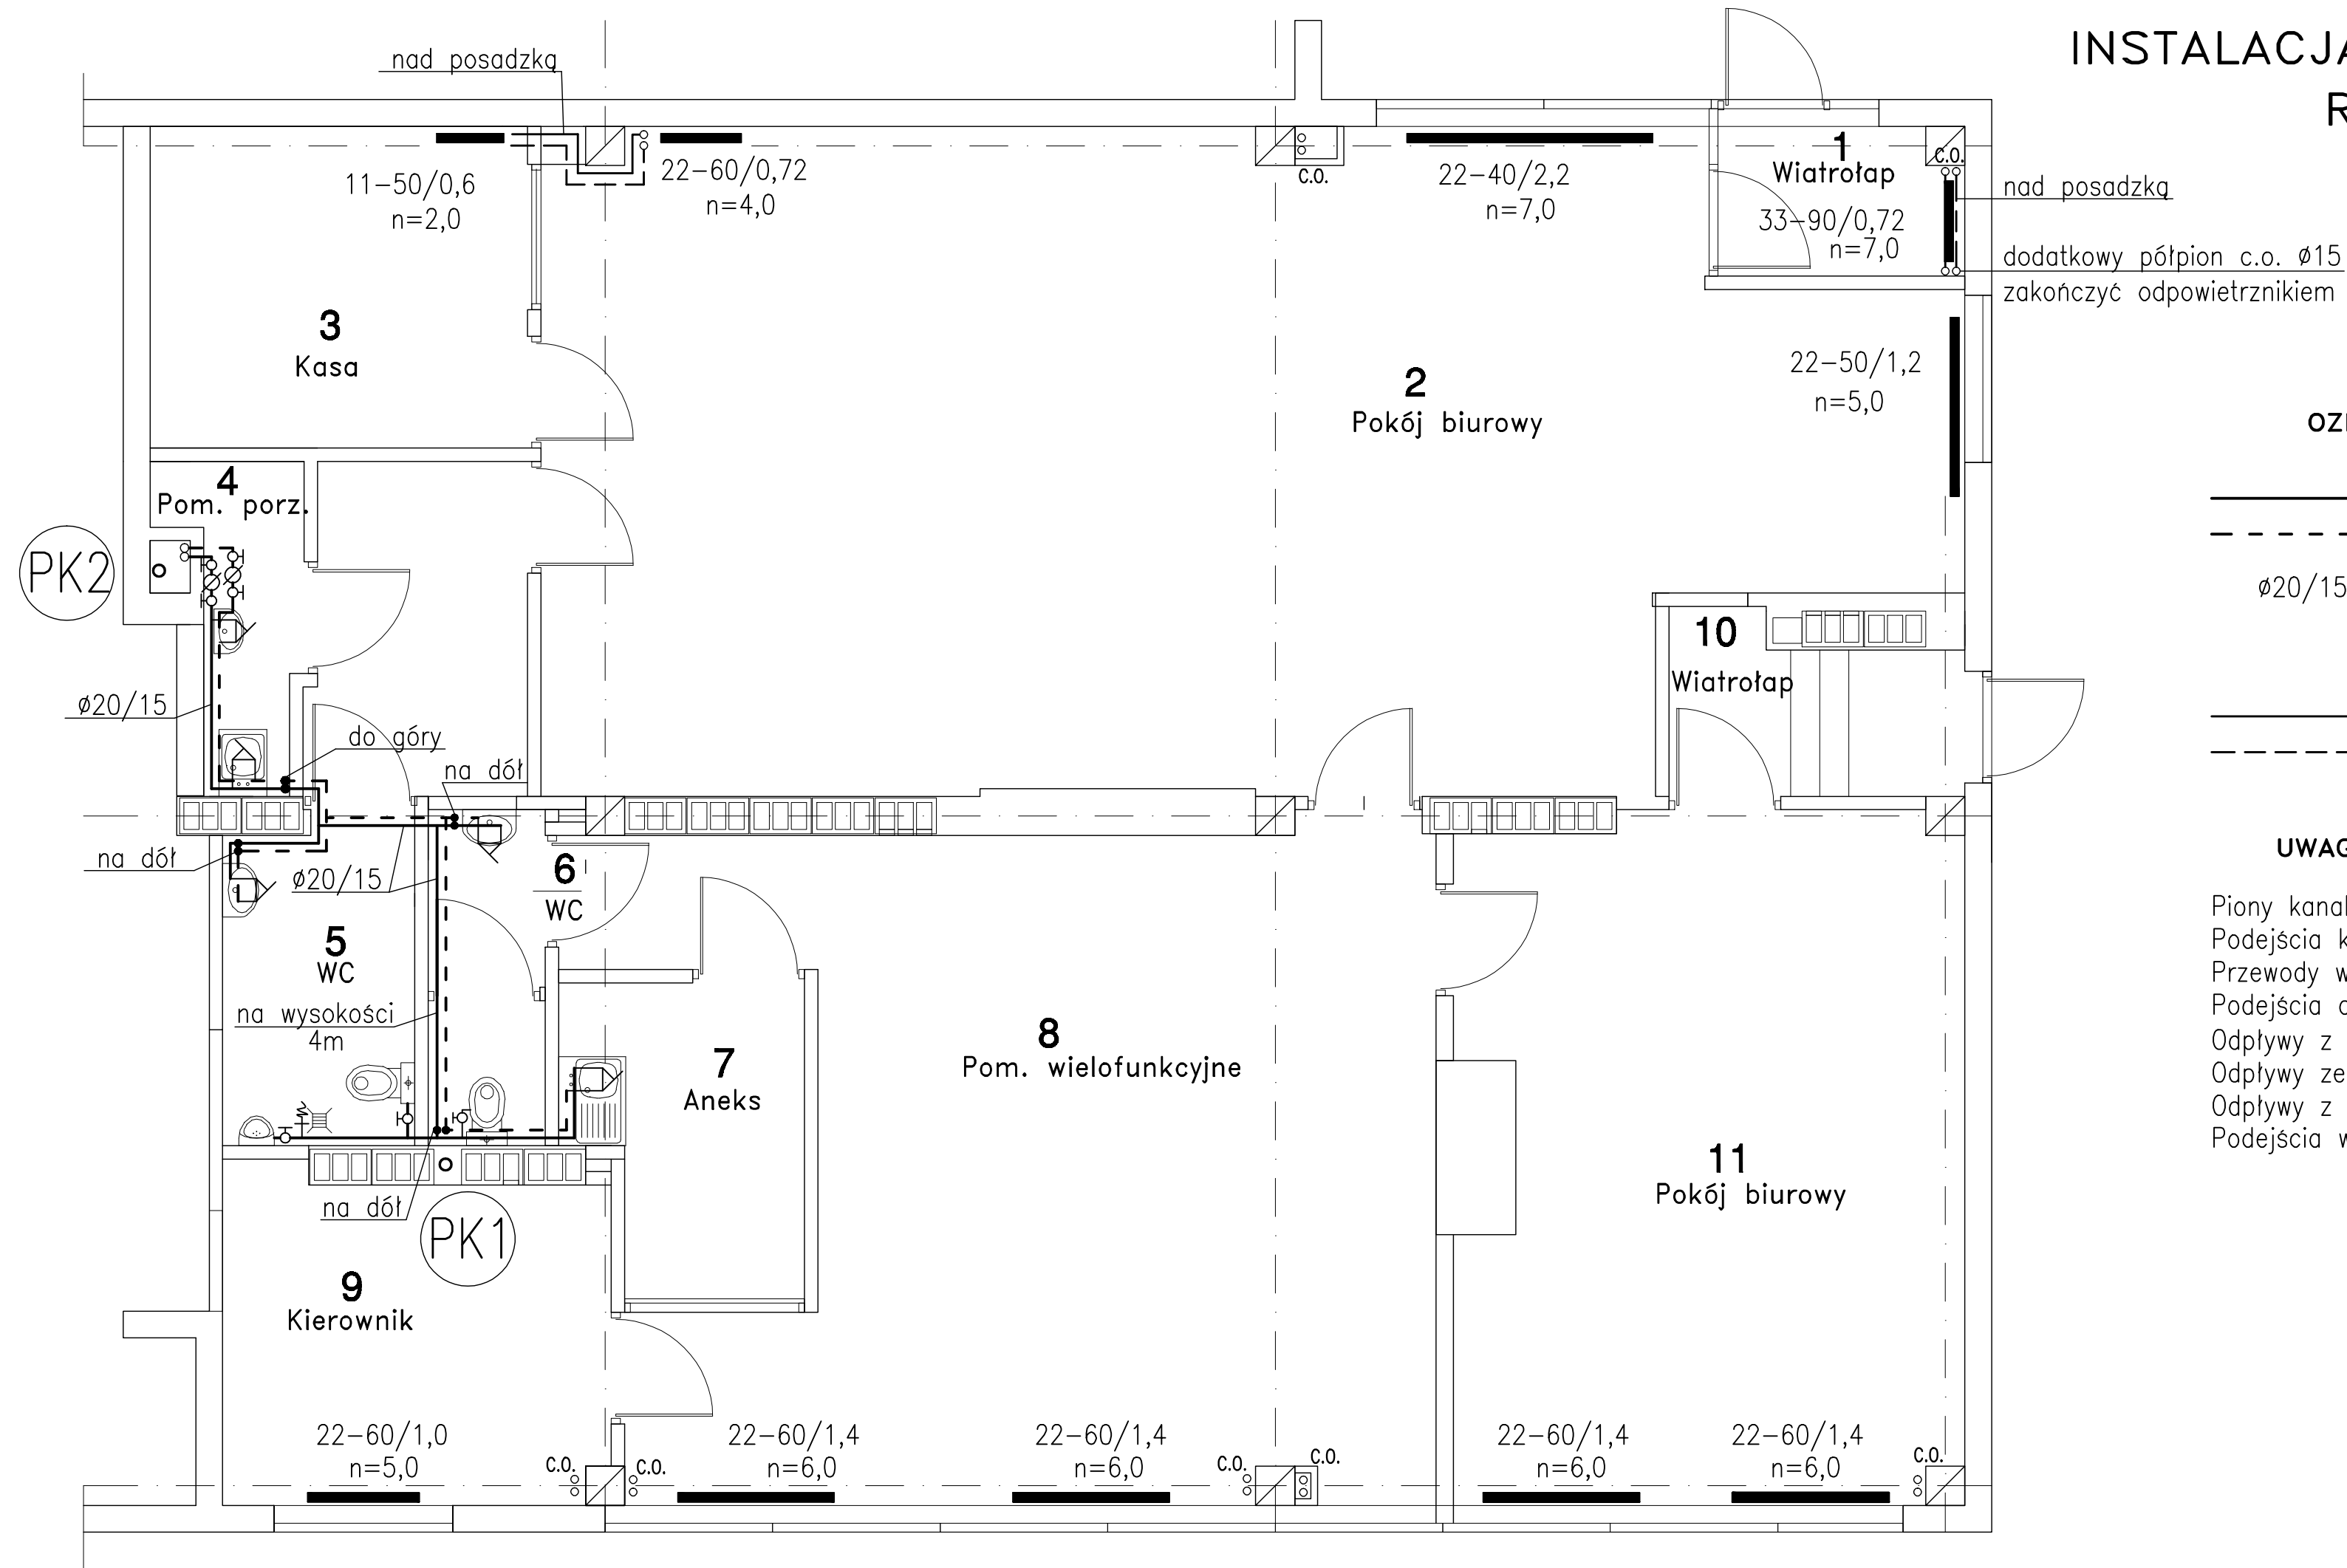 INSTALACJA
R
nad posadzką
11-50/0,6
n=2,0
22-60/0,72
n=4,0
c.o.
22-40/2,2
n=7,0
1
Wiatrołap
c.o.
33-90/0,72
n=7,0
nad posadzką
dodatkowy półpion c.o. ø15
zakończyć odpowietrznikiem
3
Kasa
2
Pokój biurowy
22-50/1,2
n=5,0
OZ
4
Pom. porz.
PK2
ø20/15
10
Wiatrołap
ø20/15
do góry
na dół
na dół
ø20/15
6
WC
5
WC
na wysokości
4m
7
Aneks
8
Pom. wielofunkcyjne
11
Pokój biurowy
UWAG
Piony kanal
Podejścia k
Przewody w
Podejścia
Odpływy z
Odpływy ze
Odpływy z
Podejścia w
na dół
PK1
9
Kierownik
22-60/1,0
n=5,0
c.o.
c.o.
22-60/1,4
n=6,0
22-60/1,4
n=6,0
c.o.
c.o.
22-60/1,4
n=6,0
22-60/1,4
n=6,0
c.o.